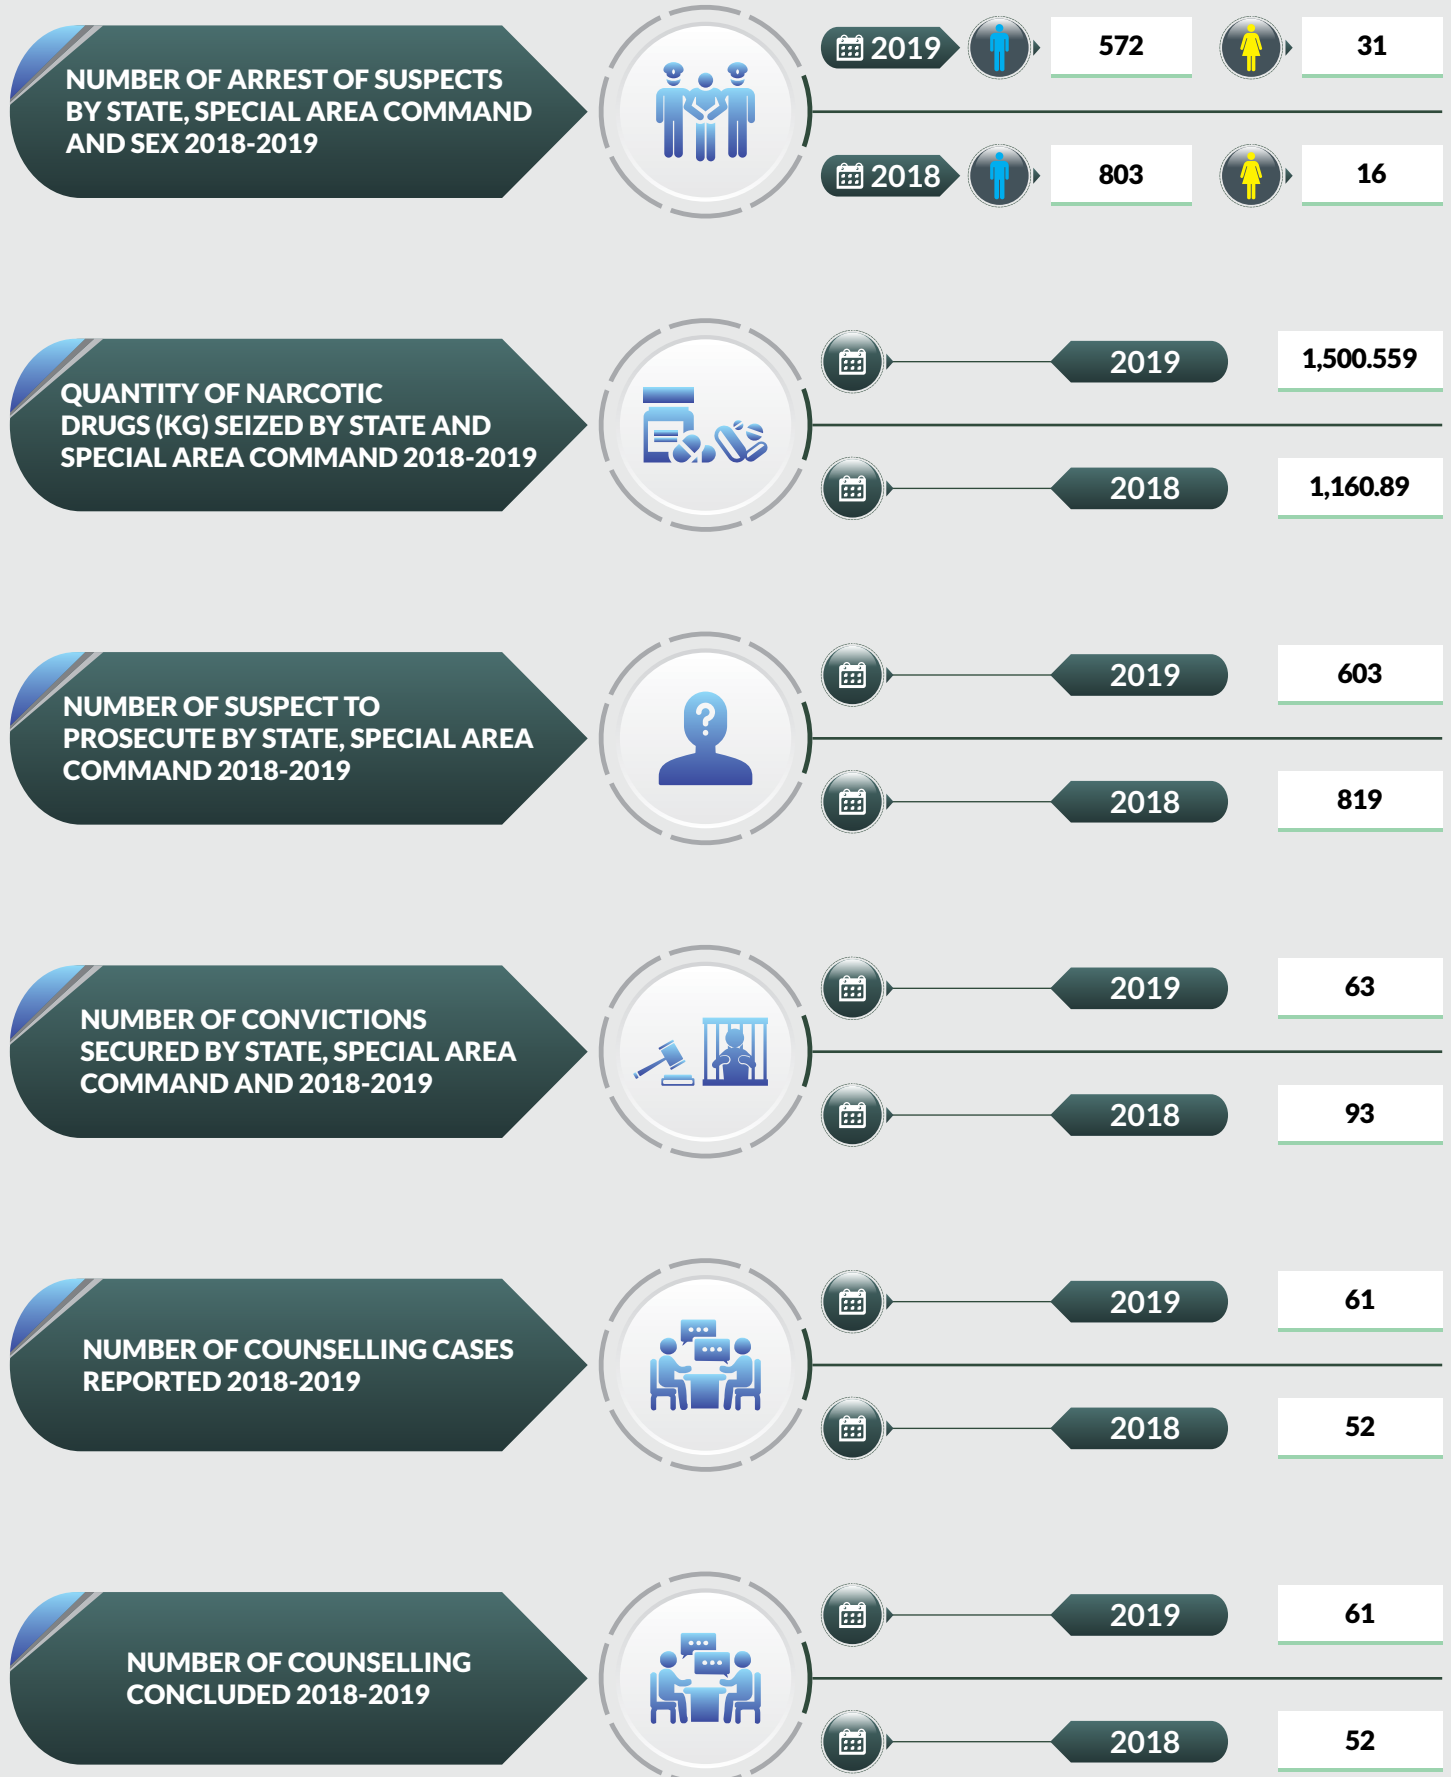 NUMBER OF ARREST OF SUSPECTS
BY STATE, SPECIAL AREA COMMAND
AND SEX 2018-2019
2019
572
31
2018
803
16
QUANTITY OF NARCOTIC
DRUGS (KG) SEIZED BY STATE AND
SPECIAL AREA COMMAND 2018-2019
2019
1,500.559
2018
1,160.89
NUMBER OF SUSPECT TO
PROSECUTE BY STATE, SPECIAL AREA
COMMAND 2018-2019
?
2019
603
2018
819
NUMBER OF CONVICTIONS
SECURED BY STATE, SPECIAL AREA
COMMAND AND 2018-2019
2019
63
2018
93
NUMBER OF COUNSELLING CASES
REPORTED 2018-2019
2019
61
2018
52
NUMBER OF COUNSELLING
CONCLUDED 2018-2019
2019
61
2018
52